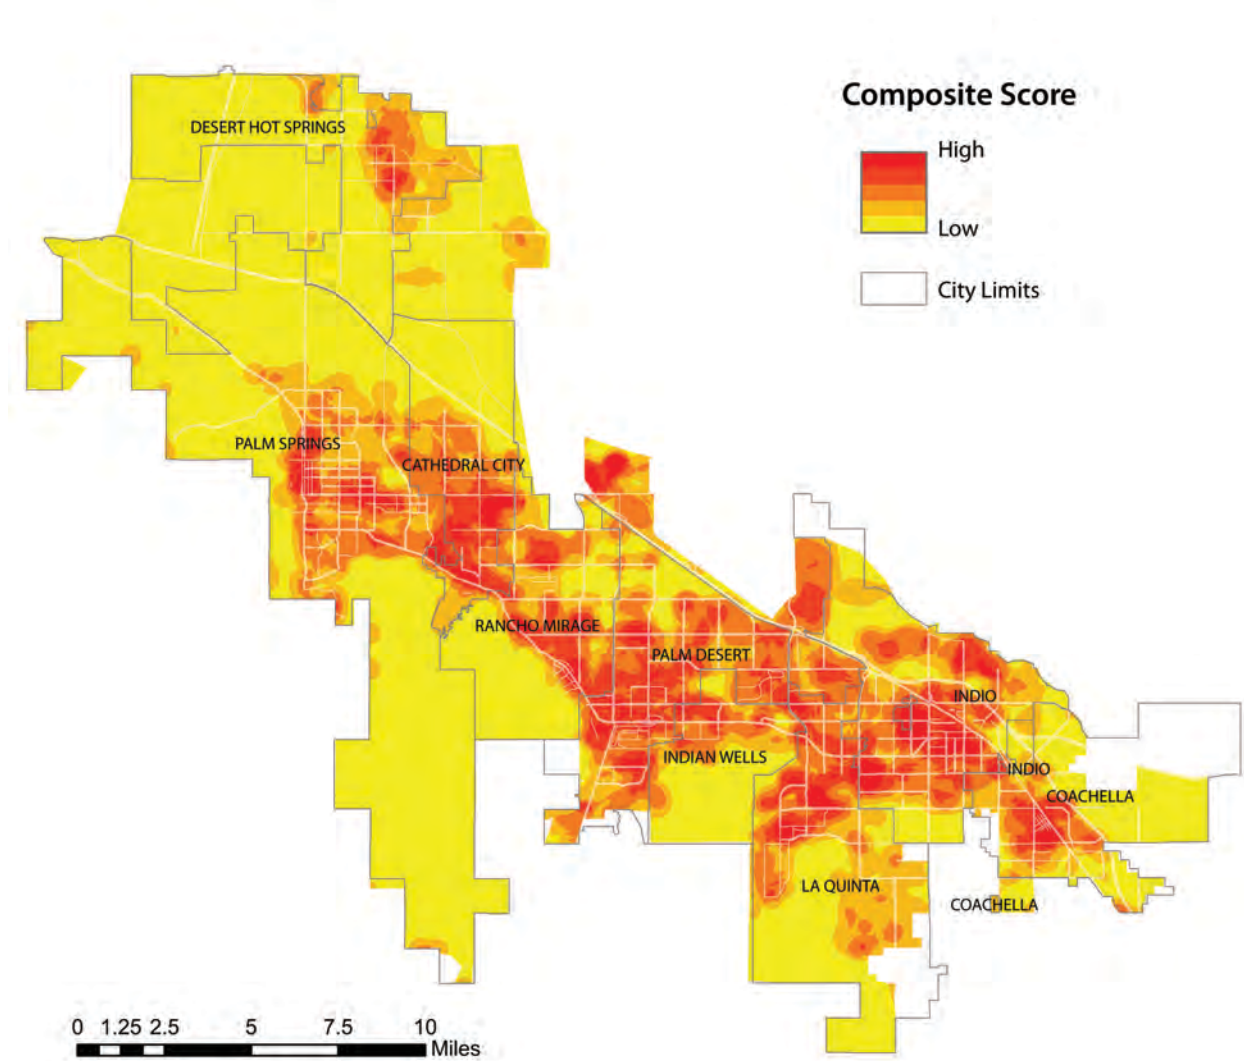 Composite Score
High
Low
City Limits
DESERT HOT SPRINGS
PALM SPRINGS
CATHEDRAL CITY
RANCHO MIRAGE
PALM DESERT
INDIO
INDIAN WELLS
INDIO
COACHELLA
LA QUINTA
COACHELLA
0 1.25 2.5 5 7.5 10
Miles